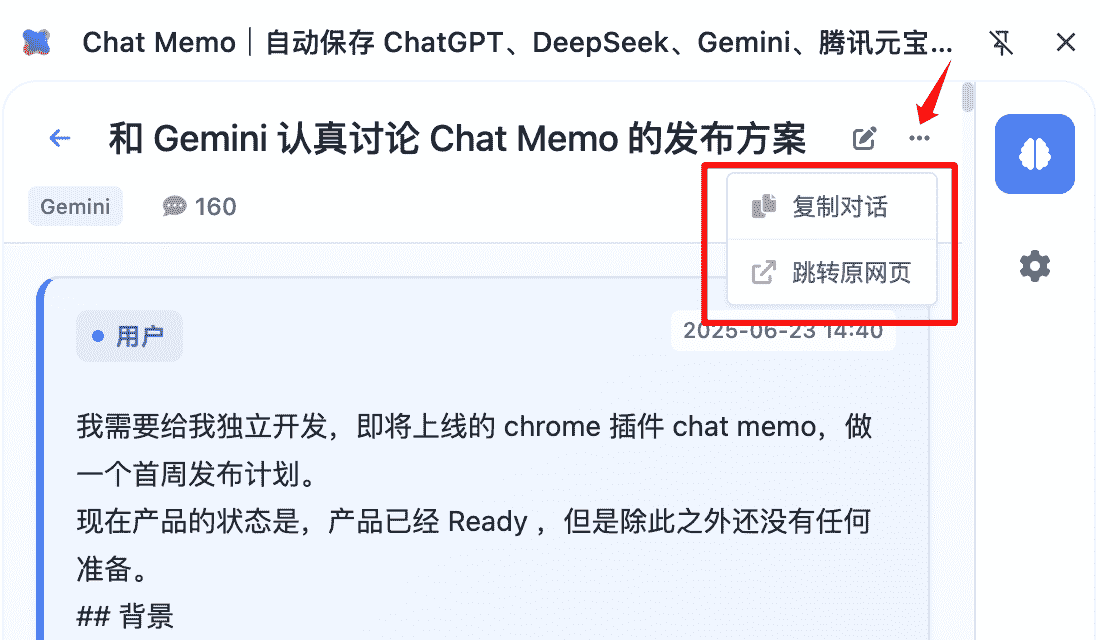 Chat Memo｜自动保存 ChatGPT、DeepSeek、Gemini、腾讯元宝...
和 Gemini 认真讨论 Chat Memo 的发布方案
Gemini
160
复制对话
跳转原网页
用户
2025-06-23 14:40
我需要给我独立开发，即将上线的 chrome 插件 chat memo，做
一个首周发布计划。
现在产品的状态是，产品已经 Ready ，但是除此之外还没有任何
准备。
## 背景